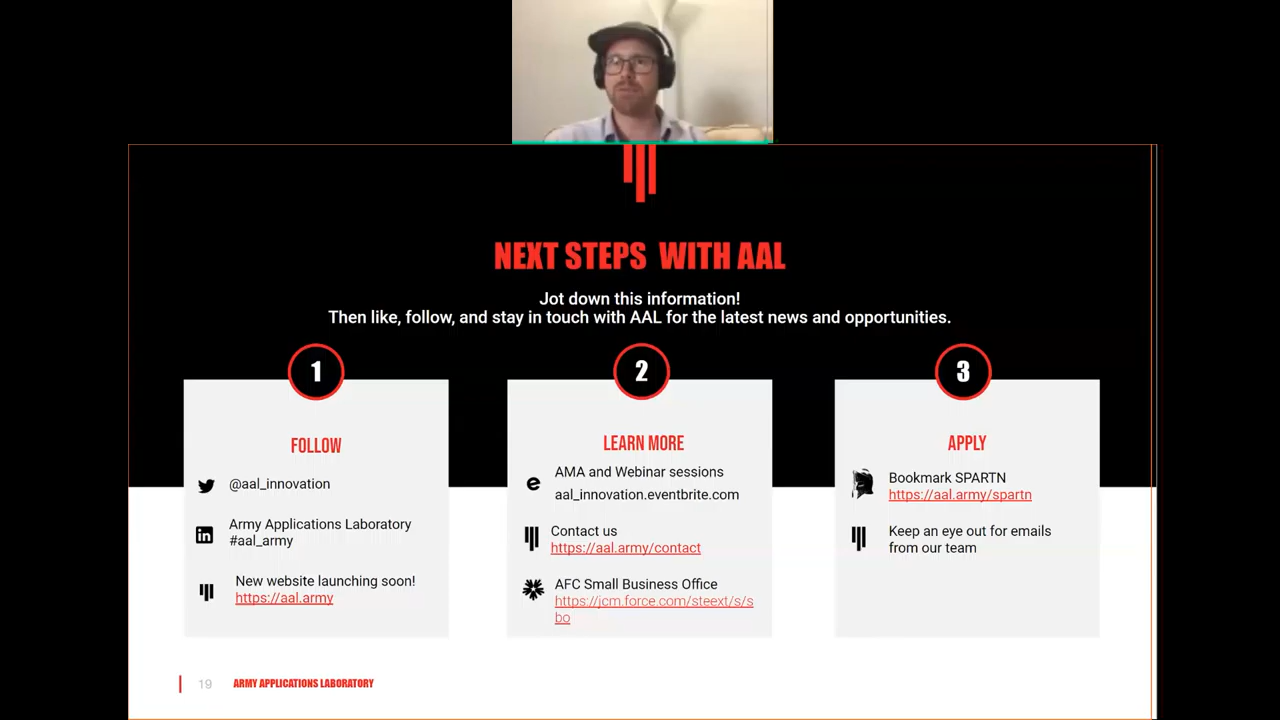 NEXT STEPS WITH AAL
Jot down this information!
Then like, follow, and stay in touch with AAL for the latest news and opportunities.
1
FOLLOW
@aal_innovation
Army Applications Laboratory
#aal_army
New website launching soon!
https://aal.army
2
LEARN MORE
AMA and Webinar sessions
aal_innovation.eventbrite.com
Contact us
https://aal.army/contact
AFC Small Business Office
https://jcm.force.com/steext/s/s
bo
3
APPLY
Bookmark SPARTN
https://aal.army/spartn
Keep an eye out for emails
from our team
19 ARMY APPLICATIONS LABORATORY